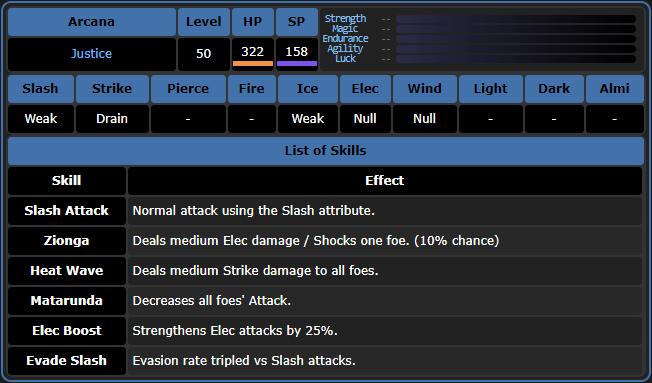 Arcana Level HP SP
Justice 50 322 158
Strength --
Magic --
Endurance --
Agility --
Luck --
Slash Strike Pierce Fire Ice Elec Wind Light Dark Almi
Weak Drain - - Weak Null Null - - -
List of Skills
Skill Effect
Slash Attack Normal attack using the Slash attribute.
Zionga Deals medium Elec damage / Shocks one foe. (10% chance)
Heat Wave Deals medium Strike damage to all foes.
Matarunda Decreases all foes' Attack.
Elec Boost Strengthens Elec attacks by 25%.
Evade Slash Evasion rate tripled vs Slash attacks.